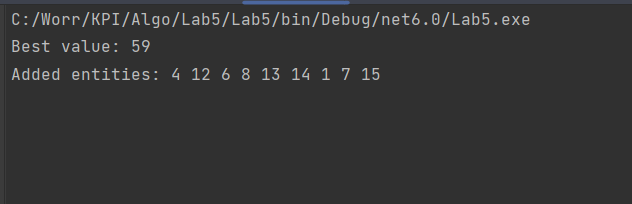 C:/Worr/KPI/Algo/Lab5/Lab5/bin/Debug/net6.0/Lab5.exe
Best value: 59
Added entities: 4 12 6 8 13 14 1 7 15